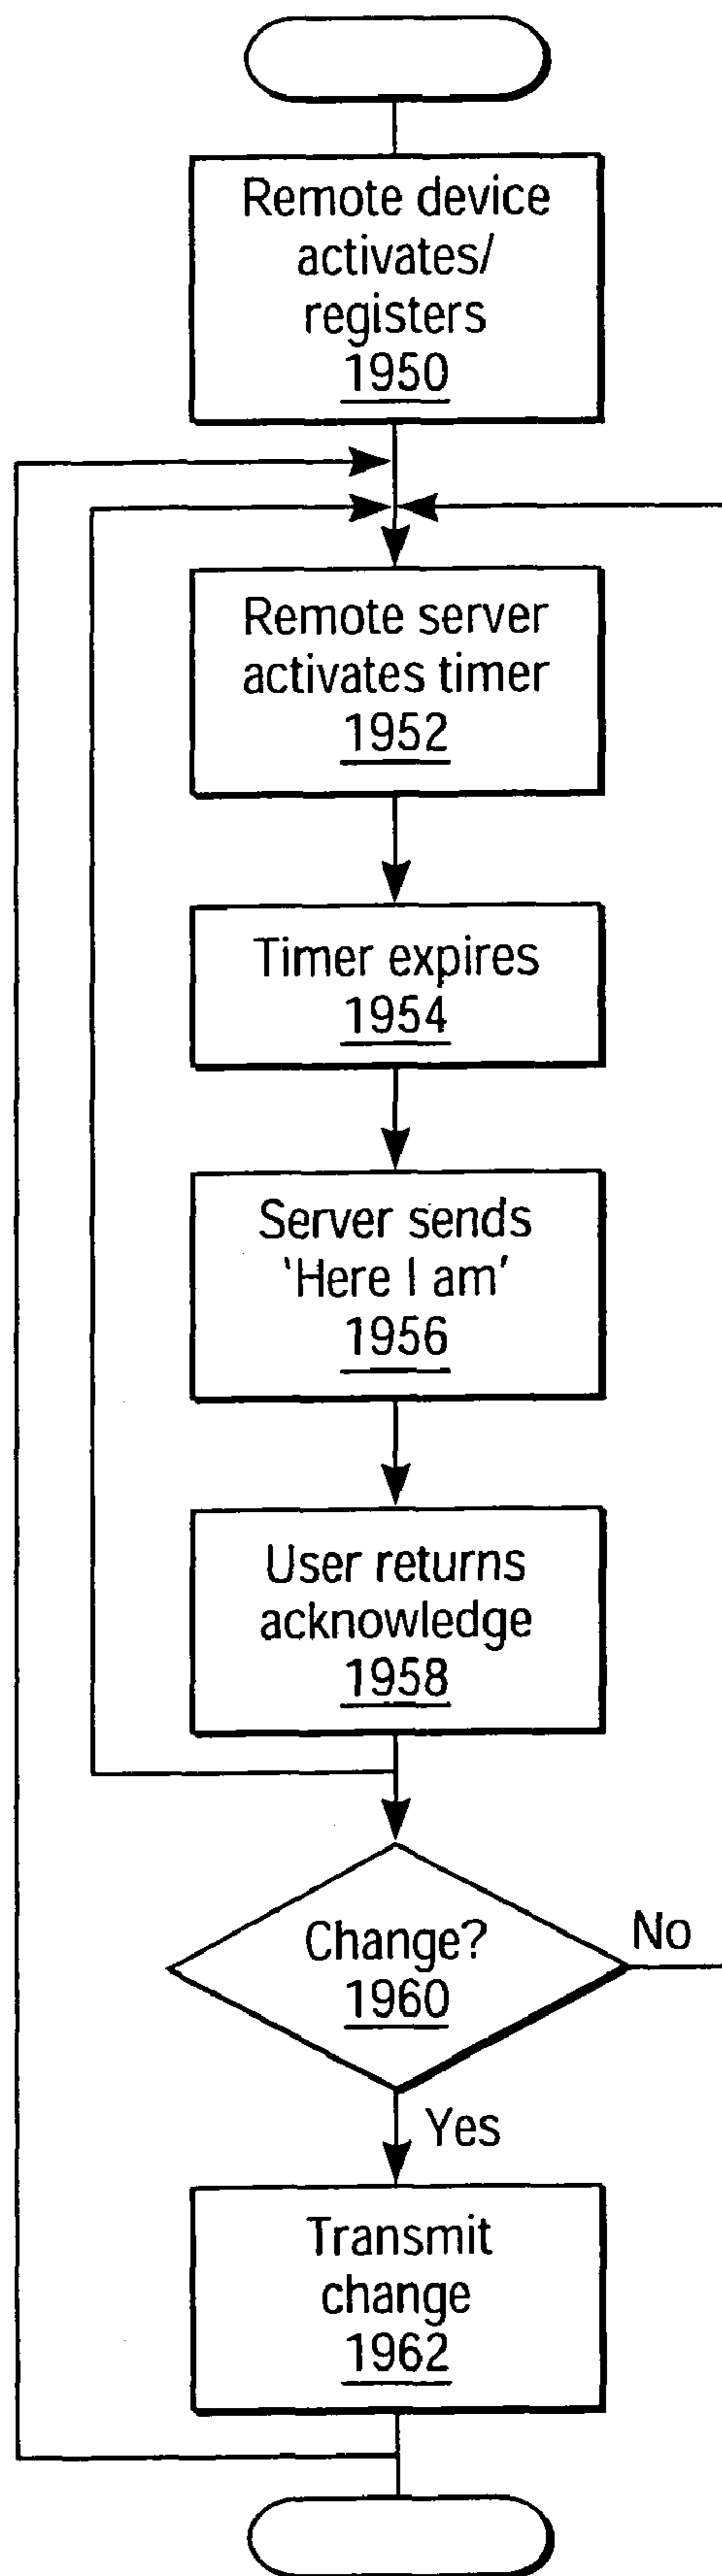 Remote device
activates/
registers
1950
Remote server
activates timer
1952
Timer expires
1954
Server sends
'Here I am'
1956
User returns
acknowledge
1958
Change?
1960
No
Yes
Transmit
change
1962